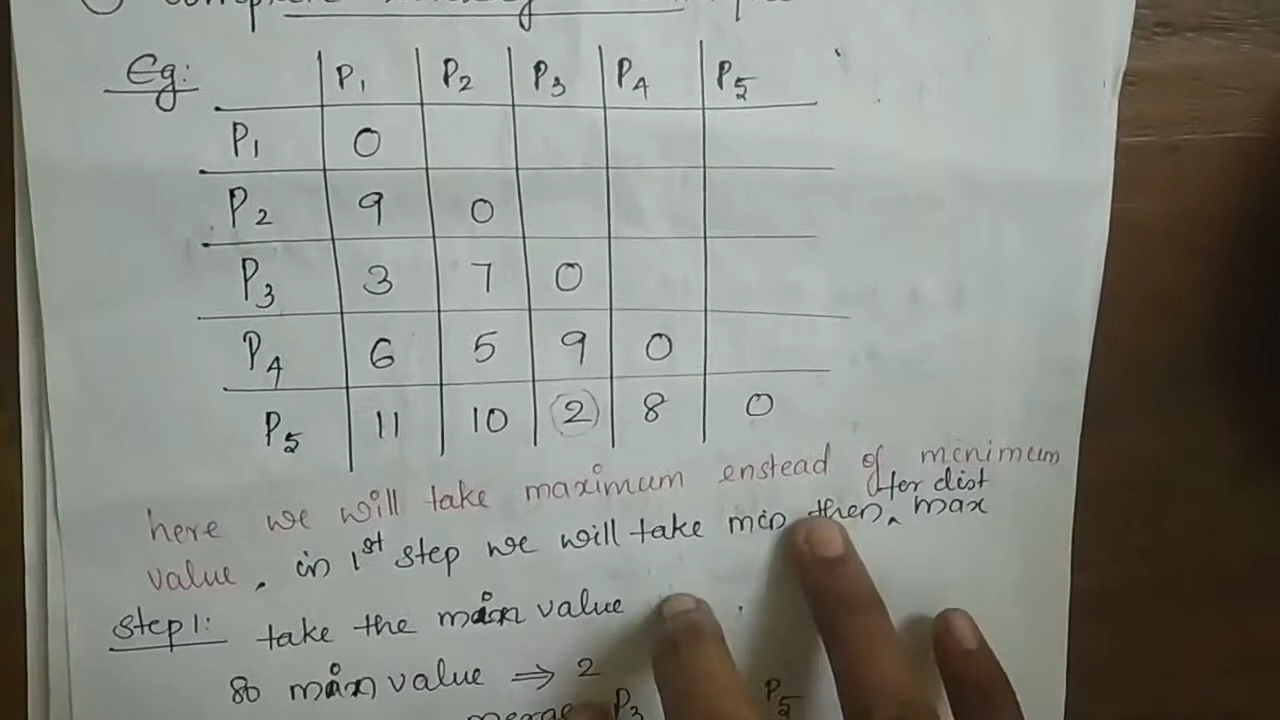 Eg: P1 P2 P3 P4 P5
P1 0
P2 9 0
P3 3 7 0
P4 6 5 9 0
P5 11 10 2 8 0
here we will take maximum enstead of minimum
value, in 1st step we will take min then for dist max
Step1: take the min value
so min value ⇒ 2
merge P3 P5